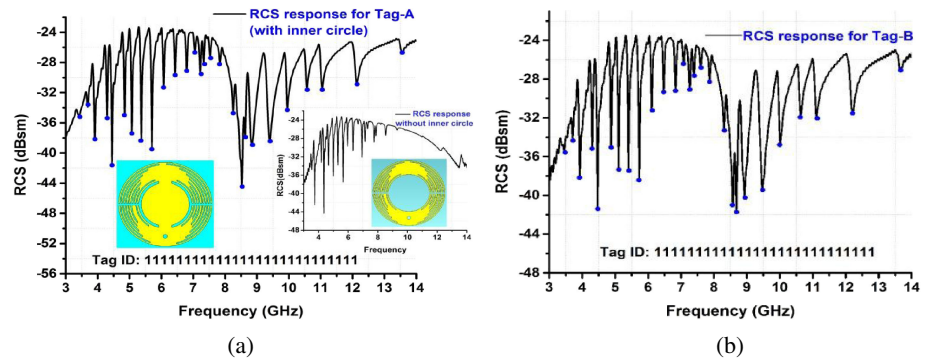 -24
-28
-32
-36
-40
-44
-48
-52
-56
RCS (dBsm)
RCS response for Tag-A
(with inner circle)
RCS response
without inner circle
-24
-28
-32
-36
-40
-44
-48
RCS(dBsm)
4 6 8 10 12 14
Frequency
Tag ID: 111111111111111111111111111
3 4 5 6 7 8 9 10 11 12 13 14
Frequency (GHz)
(a)
-24
-28
-32
-36
-40
-44
-48
RCS (dBsm)
RCS response for Tag-B
Tag ID: 111111111111111111111111111
3 4 5 6 7 8 9 10 11 12 13 14
Frequency (GHz)
(b)